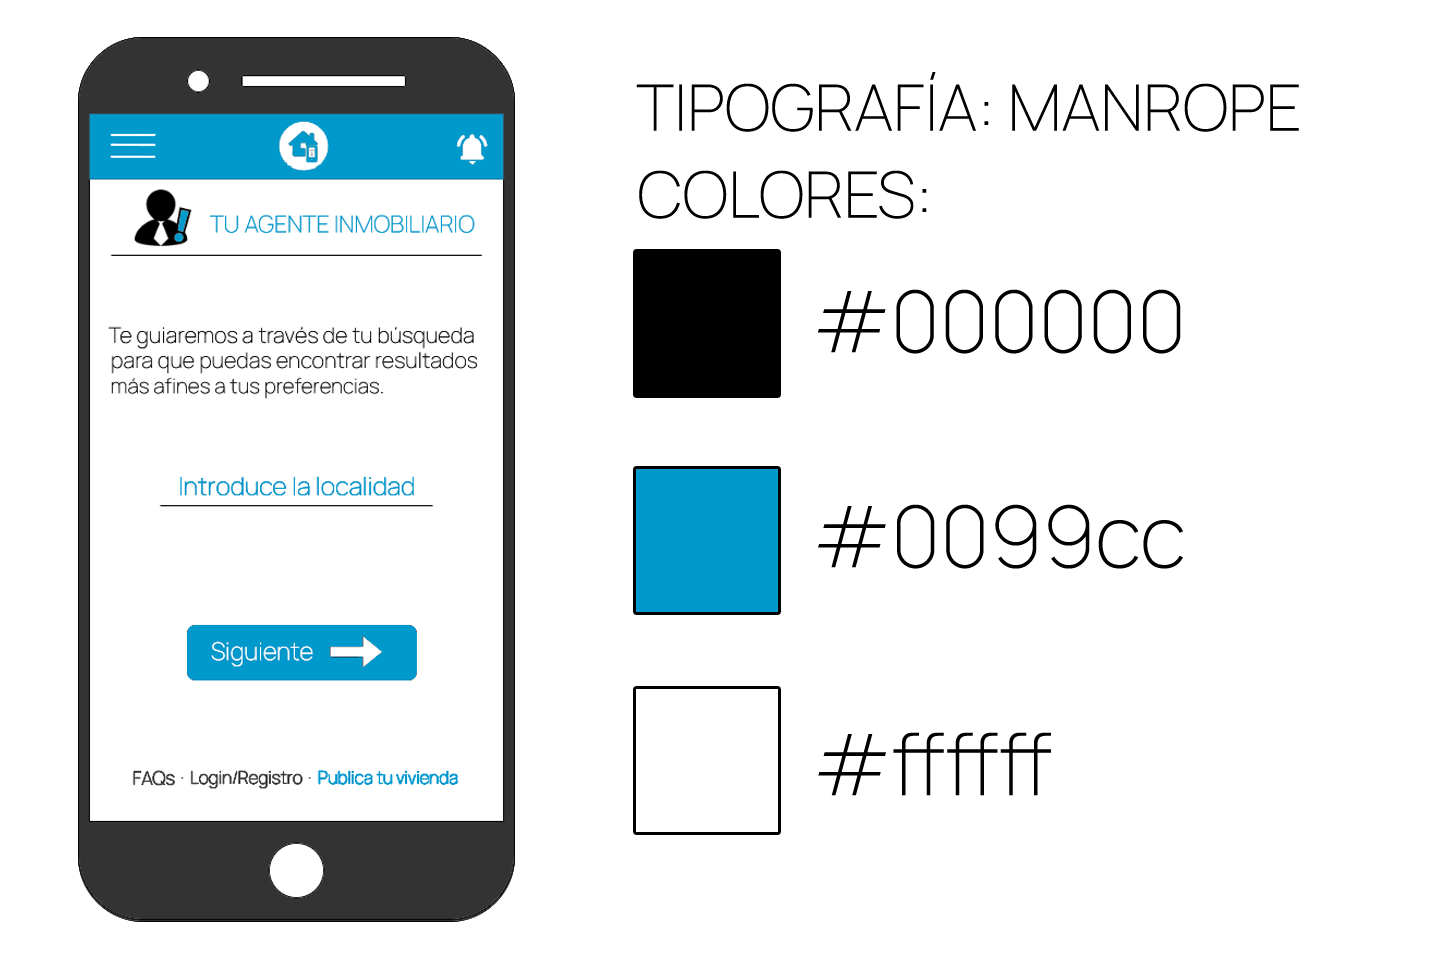 TU AGENTE INMOBILIARIO
Te guiaremos a través de tu búsqueda
para que puedas encontrar resultados
más afines a tus preferencias.
Introduce la localidad
Siguiente
FAQs · Login/Registro · Publica tu vivienda
TIPOGRAFÍA: MANROPE
COLORES:
#000000
#0099cc
#ffffff